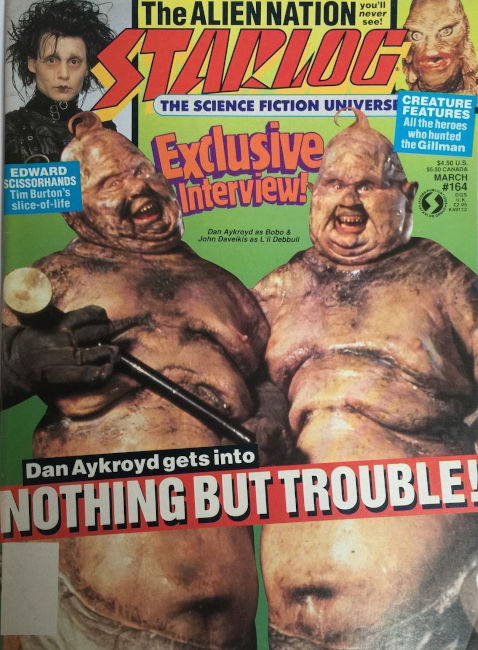 The ALIEN NATION you'll
never
see!
STARLOG
THE SCIENCE FICTION UNIVERSE
CREATURE
FEATURES
All the heroes
who hunted
the Gillman
$4.50 U.S.
$5.50 CANADA
MARCH
#164
Exclusive
Interview!
EDWARD
SCISSORHANDS
Tim Burton's
slice-of-life
Dan Aykroyd as Bobo &
John Daveikis as L'il Debbull
Dan Aykroyd gets into
NOTHING BUT TROUBLE!